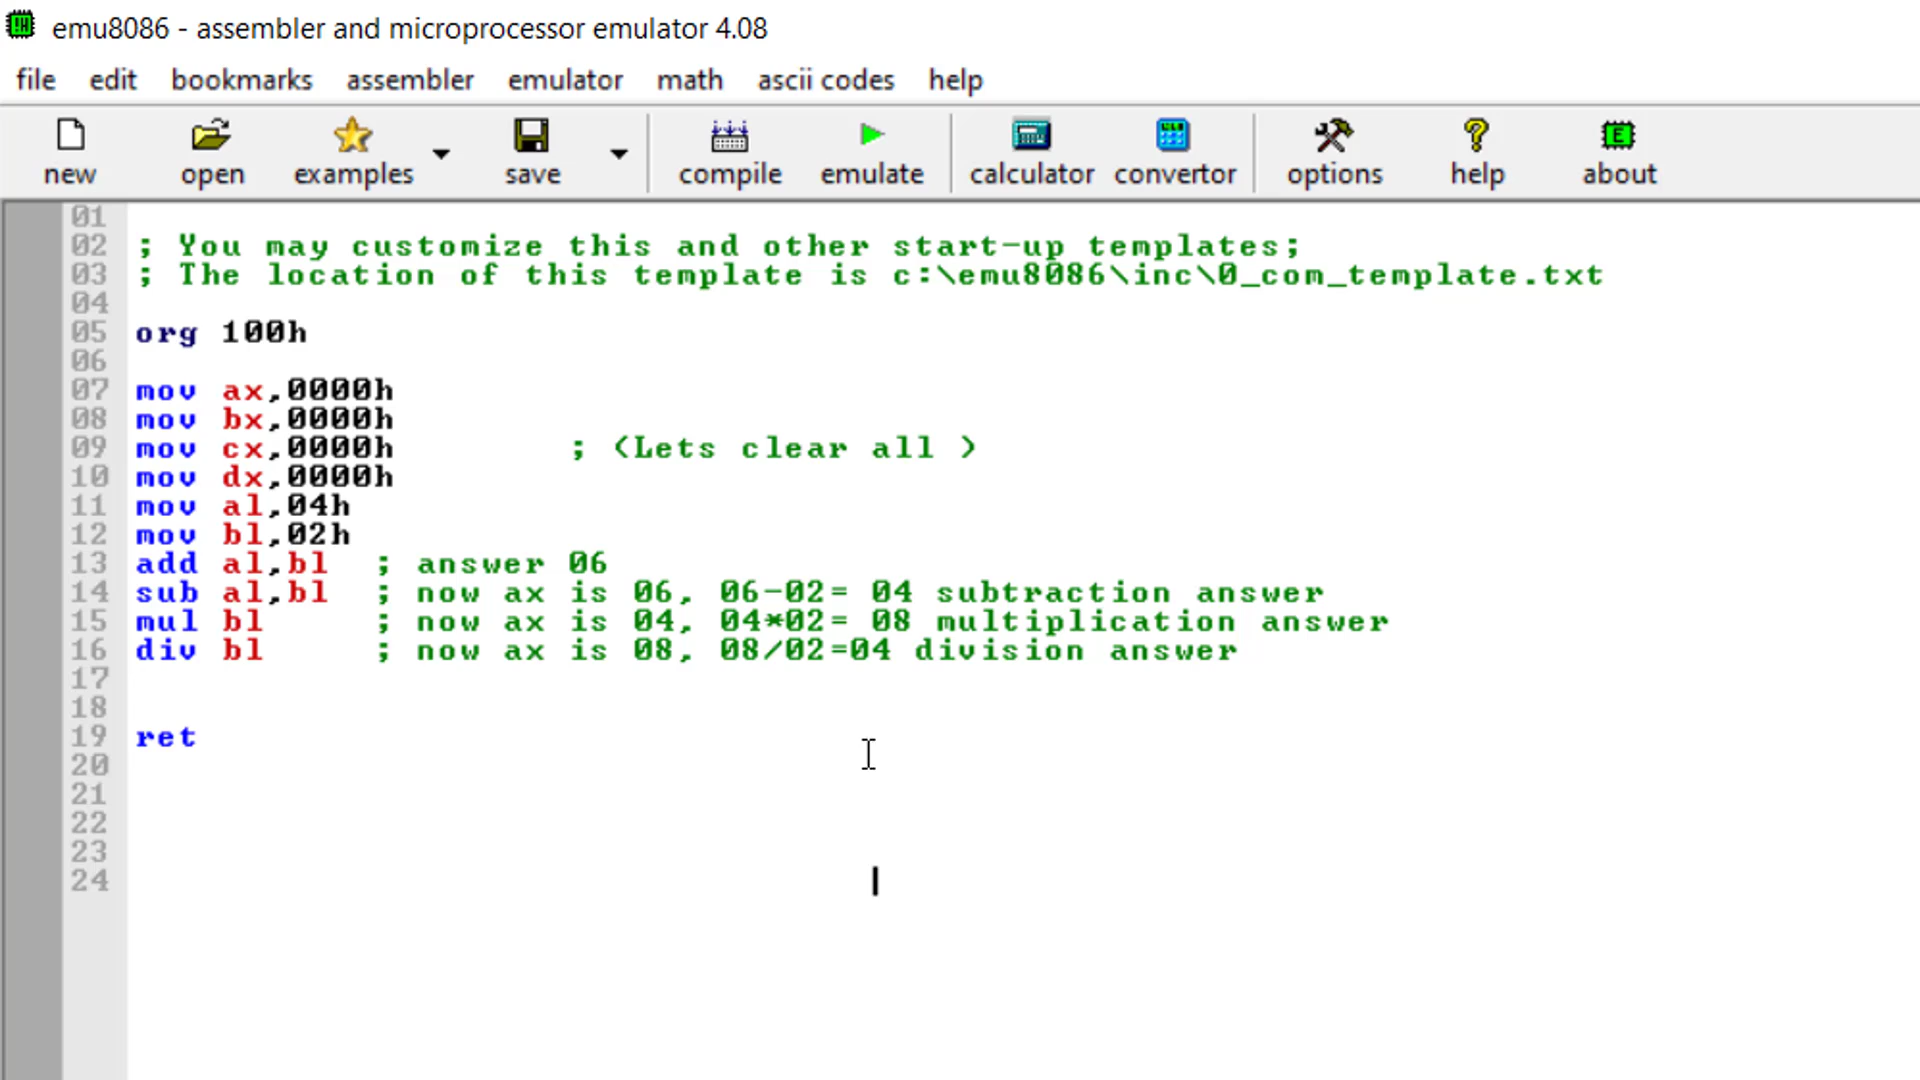 emu8086 - assembler and microprocessor emulator 4.08
file edit bookmarks assembler emulator math ascii codes help
new open examples save compile emulate calculator convertor options help about
01
02 ; You may customize this and other start-up templates;
03 ; The location of this template is c:\emu8086\inc\0_com_template.txt
04
05 org 100h
06
07 mov ax,0000h
08 mov bx,0000h
09 mov cx,0000h ; (Lets clear all )
10 mov dx,0000h
11 mov al,04h
12 mov bl,02h
13 add al,bl ; answer 06
14 sub al,bl ; now ax is 06, 06-02= 04 subtraction answer
15 mul bl ; now ax is 04, 04*02= 08 multiplication answer
16 div bl ; now ax is 08, 08/02=04 division answer
17
18
19 ret
20
21
22
23
24